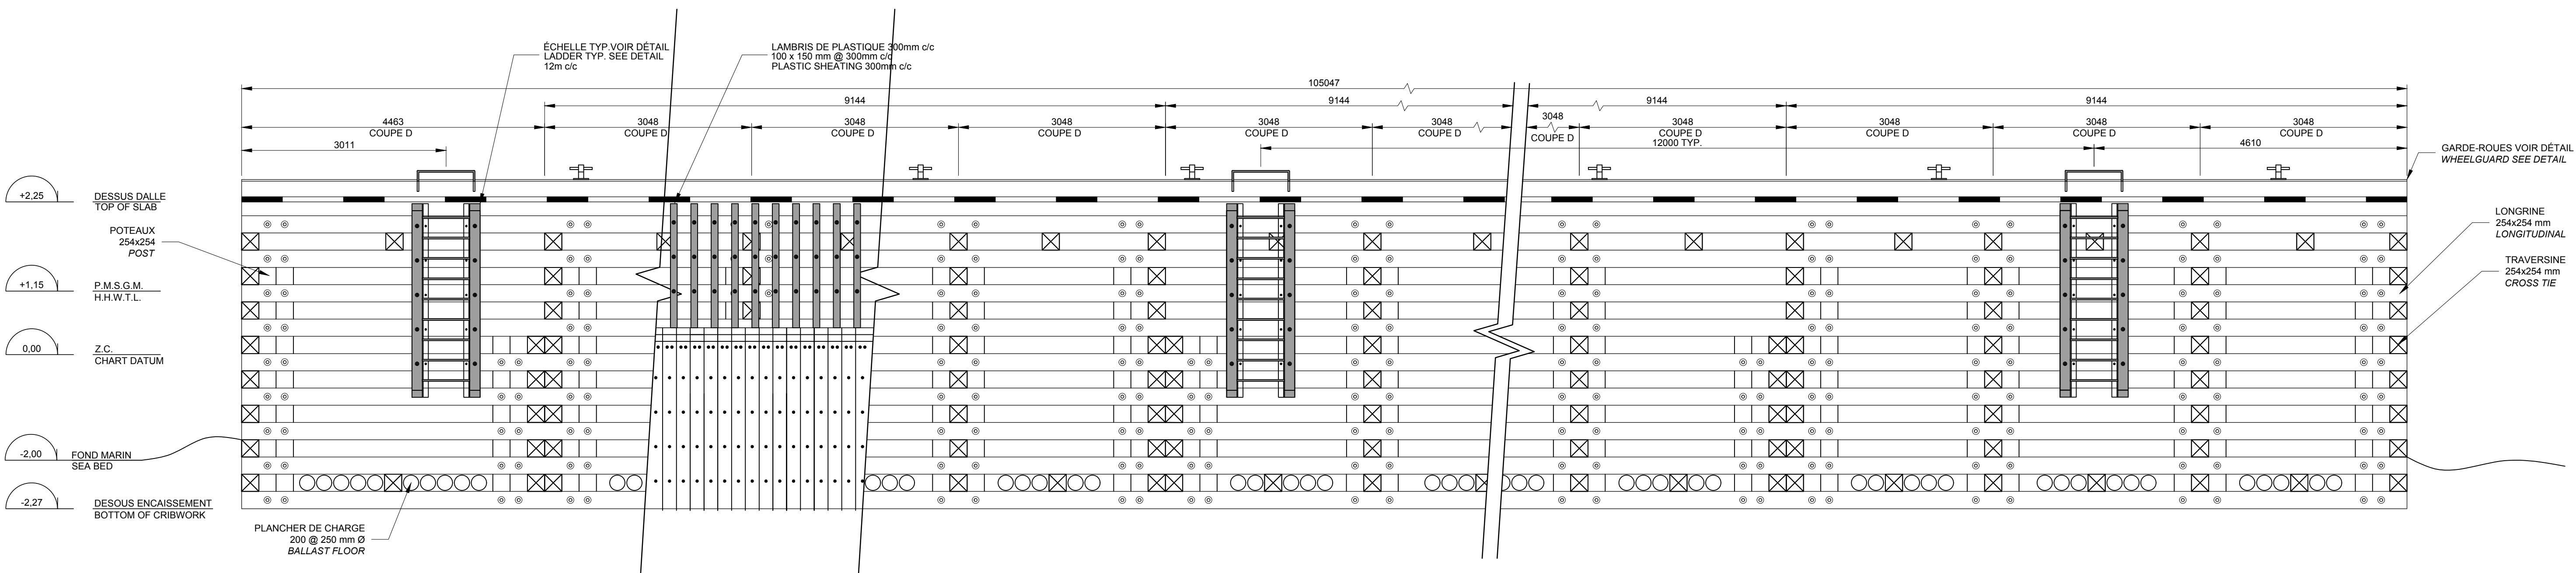 ÉCHELLE TYP.VOIR DÉTAIL
LADDER TYP. SEE DETAIL
12m c/c
LAMBRIS DE PLASTIQUE 300mm c/c
100 x 150 mm @ 300mm c/c
PLASTIC SHEATING 300mm c/c
105047
9144
9144
9144
9144
4463
COUPE D
3048
COUPE D
3048
COUPE D
3048
COUPE D
3048
COUPE D
3048
COUPE D
3048
COUPE D
3048
COUPE D
3048
COUPE D
3048
COUPE D
3048
COUPE D
3011
12000 TYP.
4610
GARDE-ROUES VOIR DÉTAIL
WHEELGUARD SEE DETAIL
+2,25
DESSUS DALLE
TOP OF SLAB
POTEAUX
254x254
POST
LONGRINE
254x254 mm
LONGITUDINAL
TRAVERSINE
254x254 mm
CROSS TIE
+1,15
P.M.S.G.M.
H.H.W.T.L.
0,00
Z.C.
CHART DATUM
-2,00
FOND MARIN
SEA BED
-2,27
DESOUS ENCAISSEMENT
BOTTOM OF CRIBWORK
PLANCHER DE CHARGE
200 @ 250 mm Ø
BALLAST FLOOR